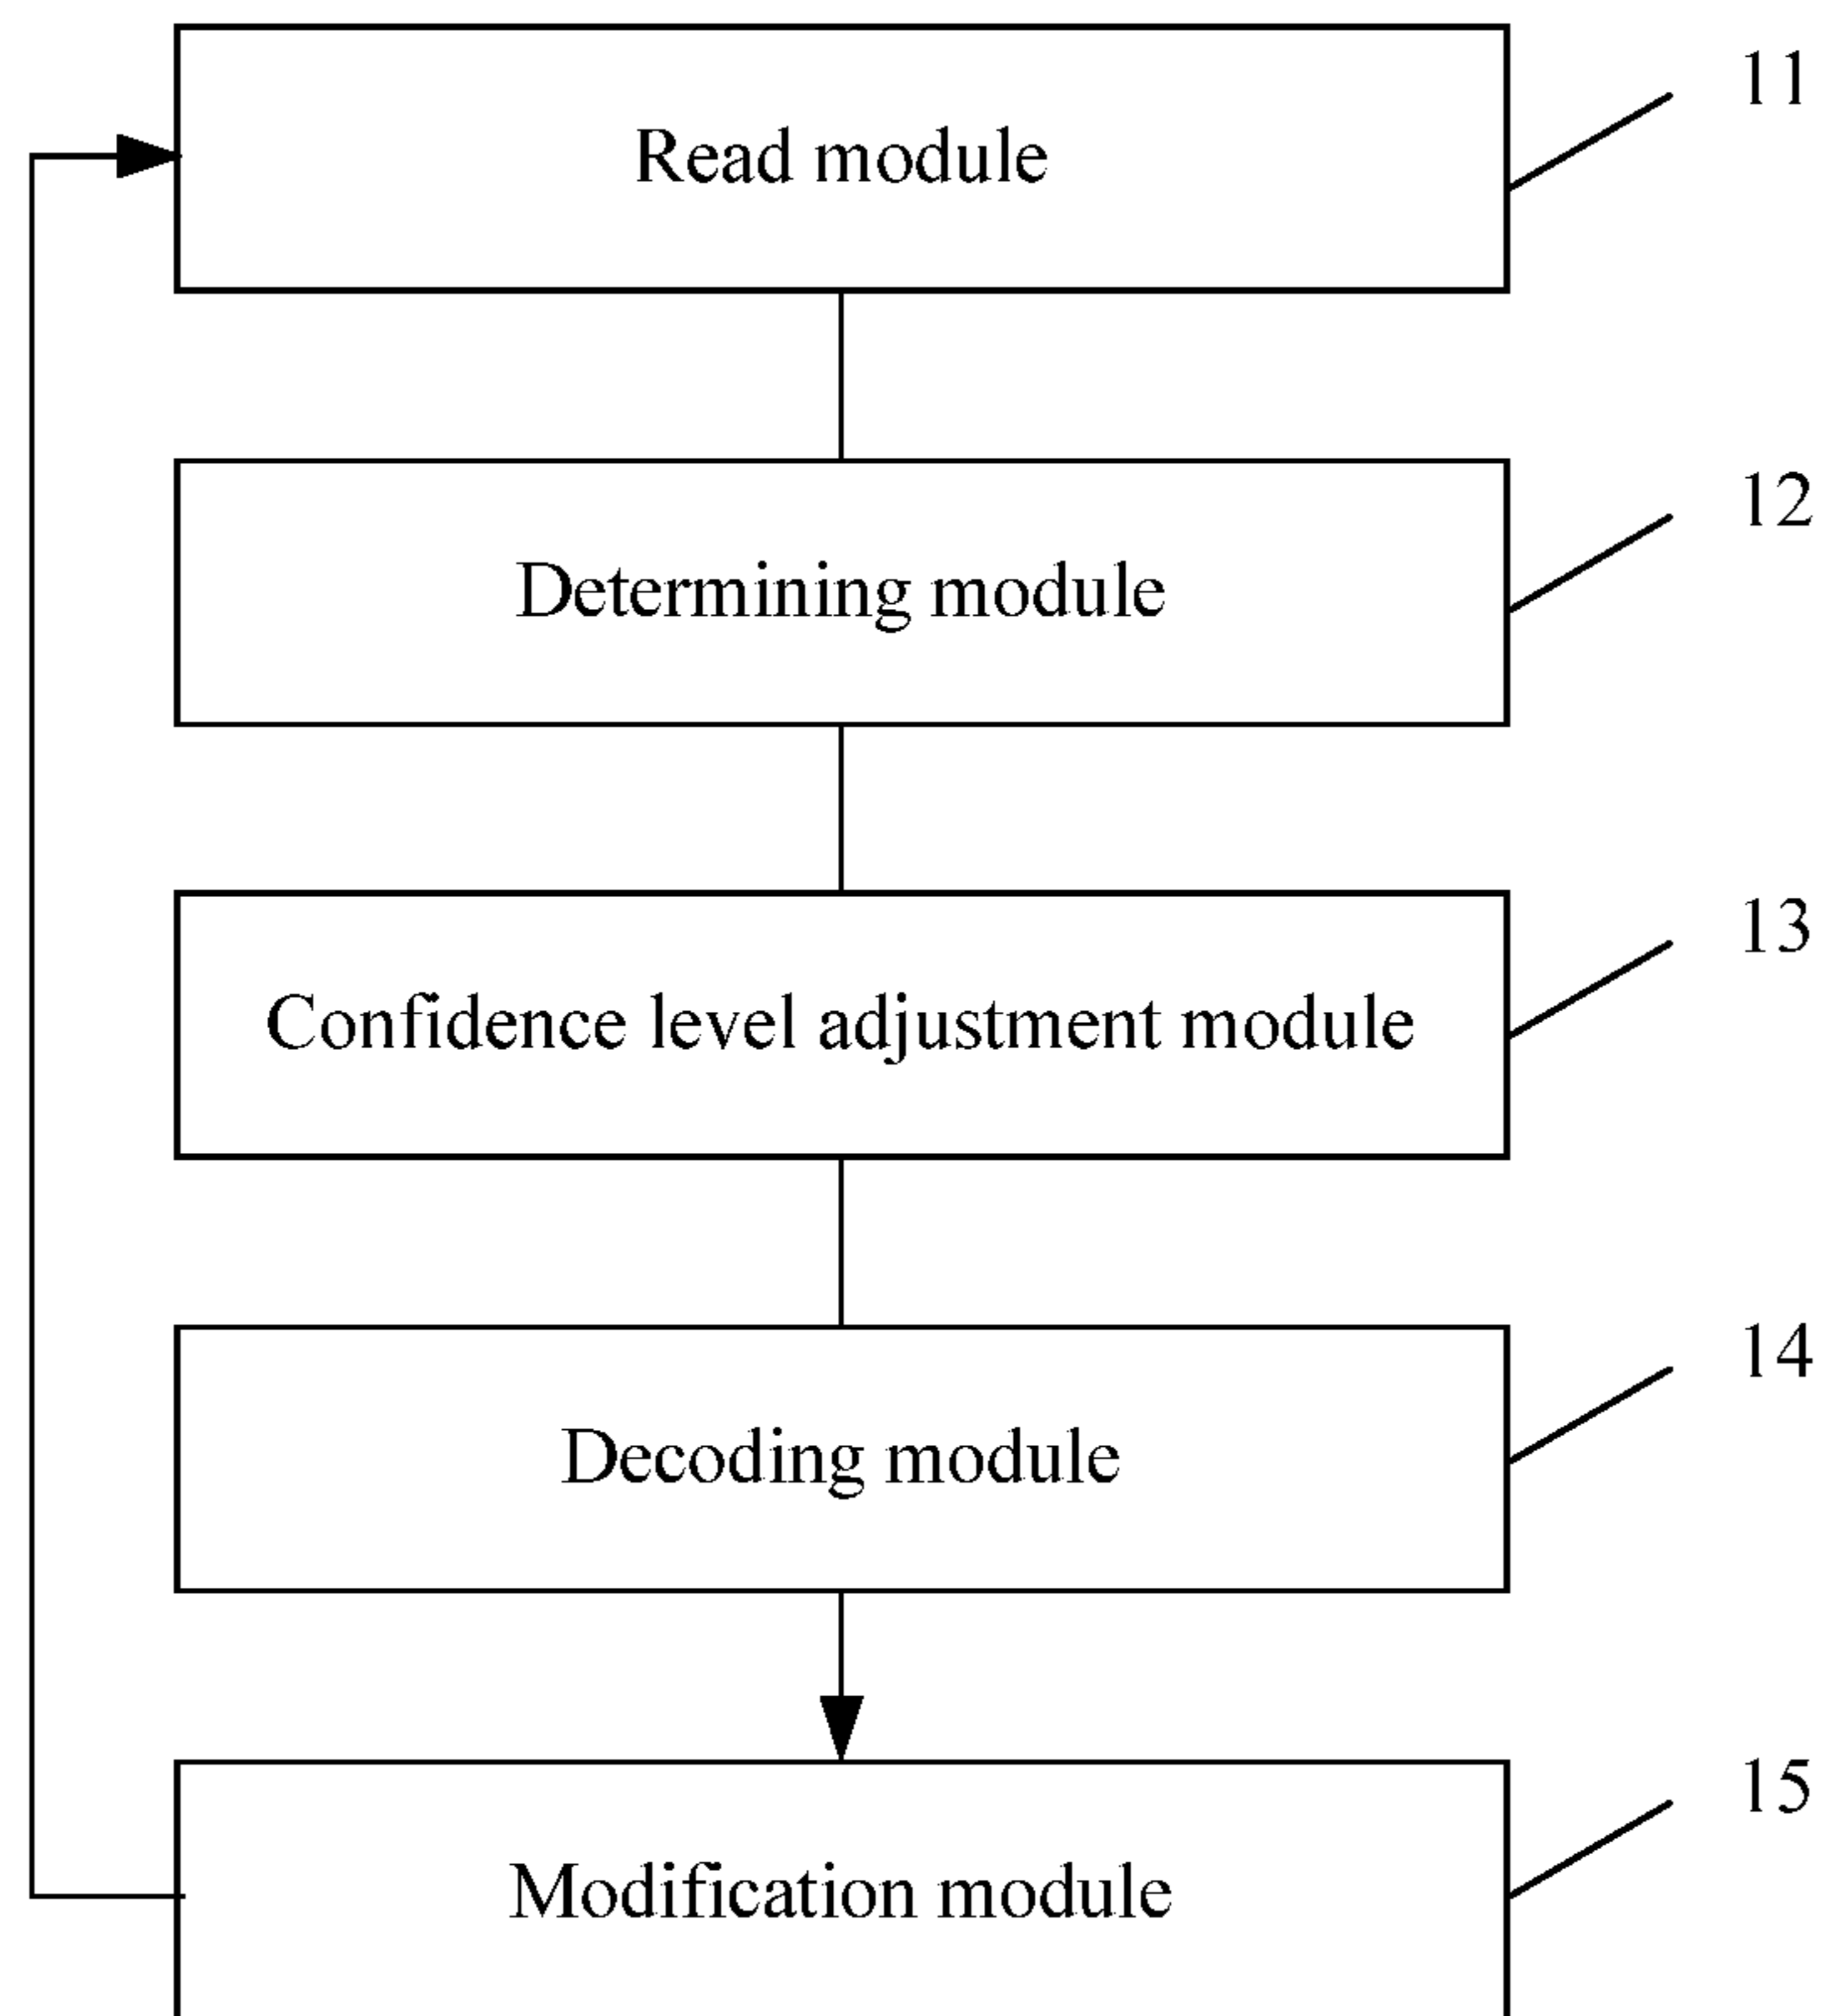 Read module
11
Determining module
12
Confidence level adjustment module
13
Decoding module
14
Modification module
15